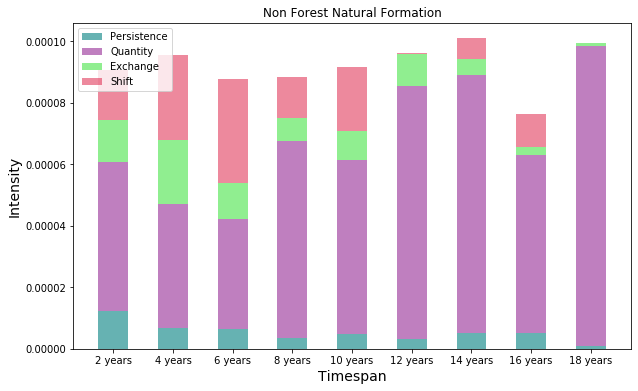 Non Forest Natural Formation
Persistence
Quantity
Exchange
Shift
0.00010
0.00008
0.00006
0.00004
0.00002
0.00000
Intensity
2 years 4 years 6 years 8 years 10 years 12 years 14 years 16 years 18 years
Timespan